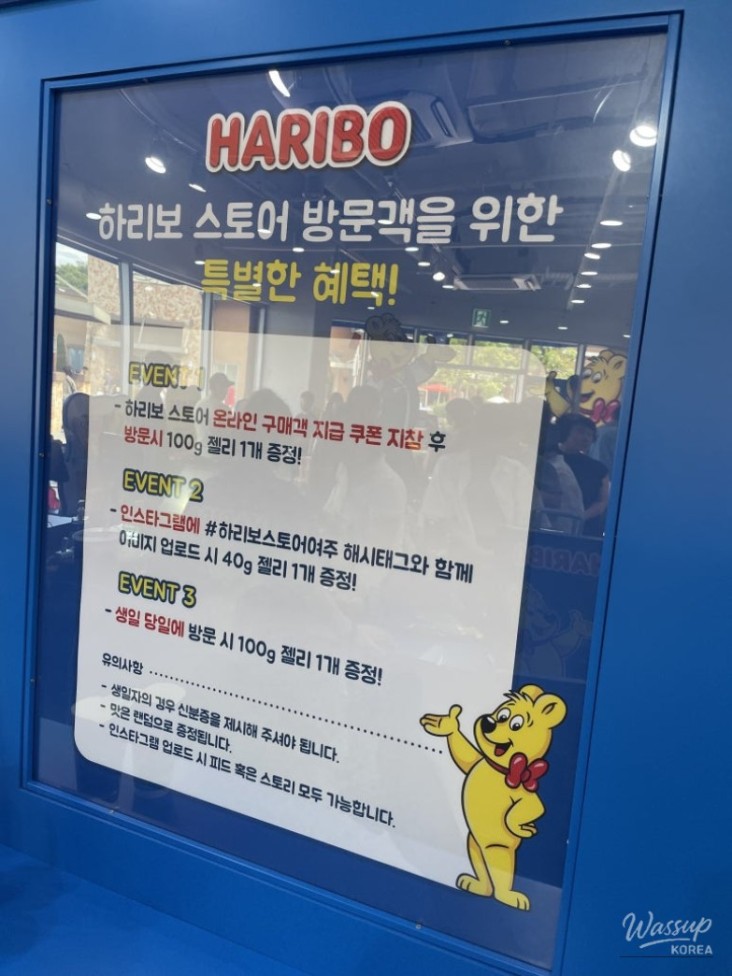 HARIBO
하리보 스토어 방문객을 위한
특별한 혜택!
EVENT 1
- 하리보 스토어 온라인 구매객 지급 쿠폰 지참 후
방문시 100g 젤리 1개 증정!
EVENT 2
- 인스타그램에 #하리보스토어여주 해시태그와 함께
이미지 업로드 시 40g 젤리 1개 증정!
EVENT 3
- 생일 당일에 방문 시 100g 젤리 1개 증정!
유의사항
- 생일자의 경우 신분증을 제시해 주셔야 됩니다.
- 맛은 랜덤으로 증정됩니다.
- 인스타그램 업로드 시 피드 혹은 스토리 모두 가능합니다.
Wassup
KOREA